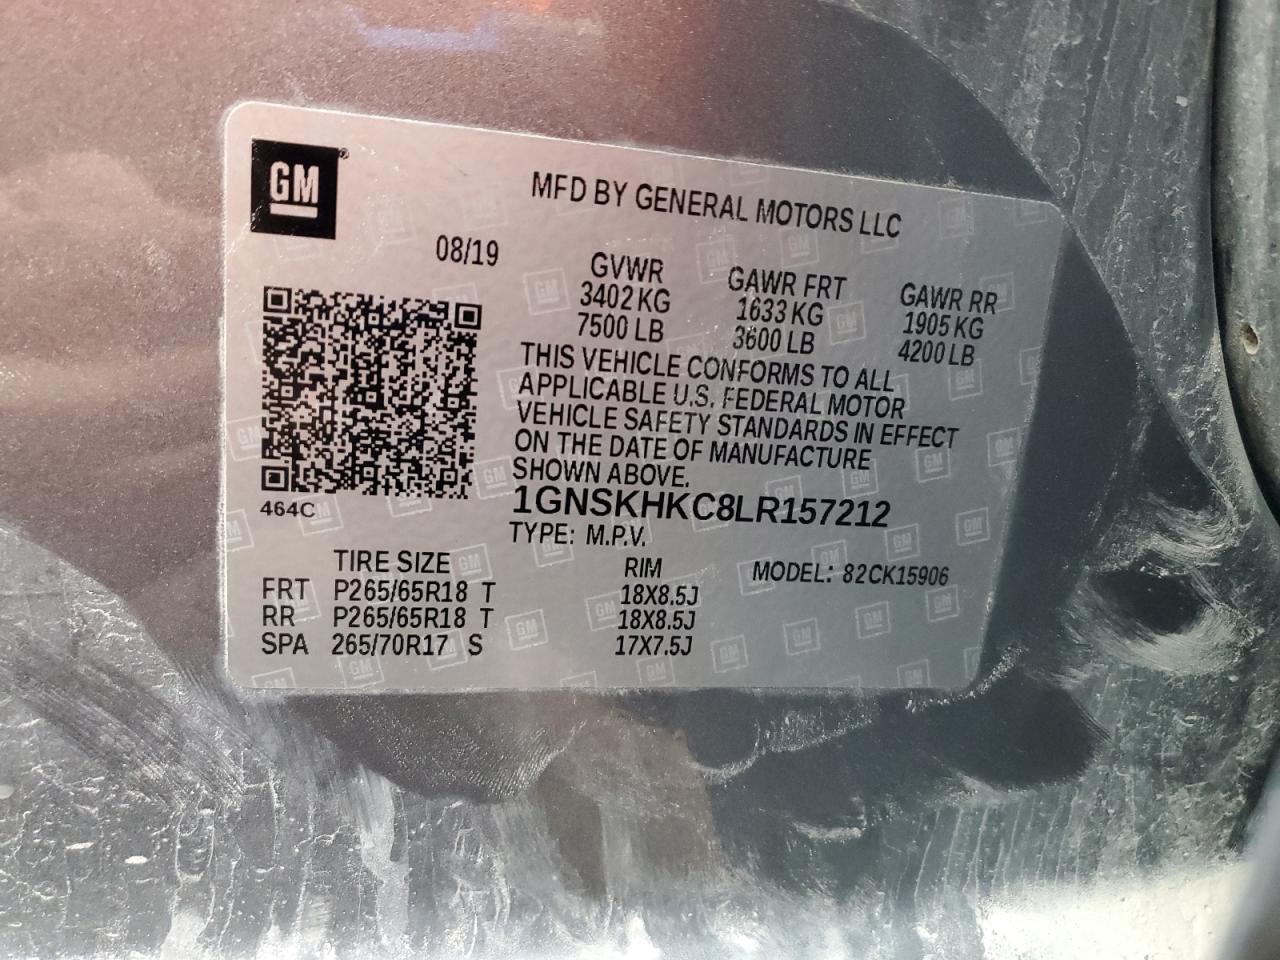 GM®
MFD BY GENERAL MOTORS LLC
08/19
GVWR GAWR FRT GAWR RR
3402 KG 1633 KG 1905 KG
7500 LB 3600 LB 4200 LB
THIS VEHICLE CONFORMS TO ALL
APPLICABLE U.S. FEDERAL MOTOR
VEHICLE SAFETY STANDARDS IN EFFECT
ON THE DATE OF MANUFACTURE
SHOWN ABOVE.
464C
1GNSKHKC8LR157212
TYPE: M.P.V.
TIRE SIZE RIM MODEL: 82CK15906
FRT P265/65R18 T 18X8.5J
RR P265/65R18 T 18X8.5J
SPA 265/70R17 S 17X7.5J